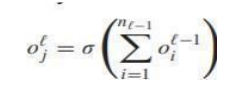 o_j^ℓ = σ ( ∑_{i=1}^{n_{ℓ−1}} o_i^{ℓ−1} )